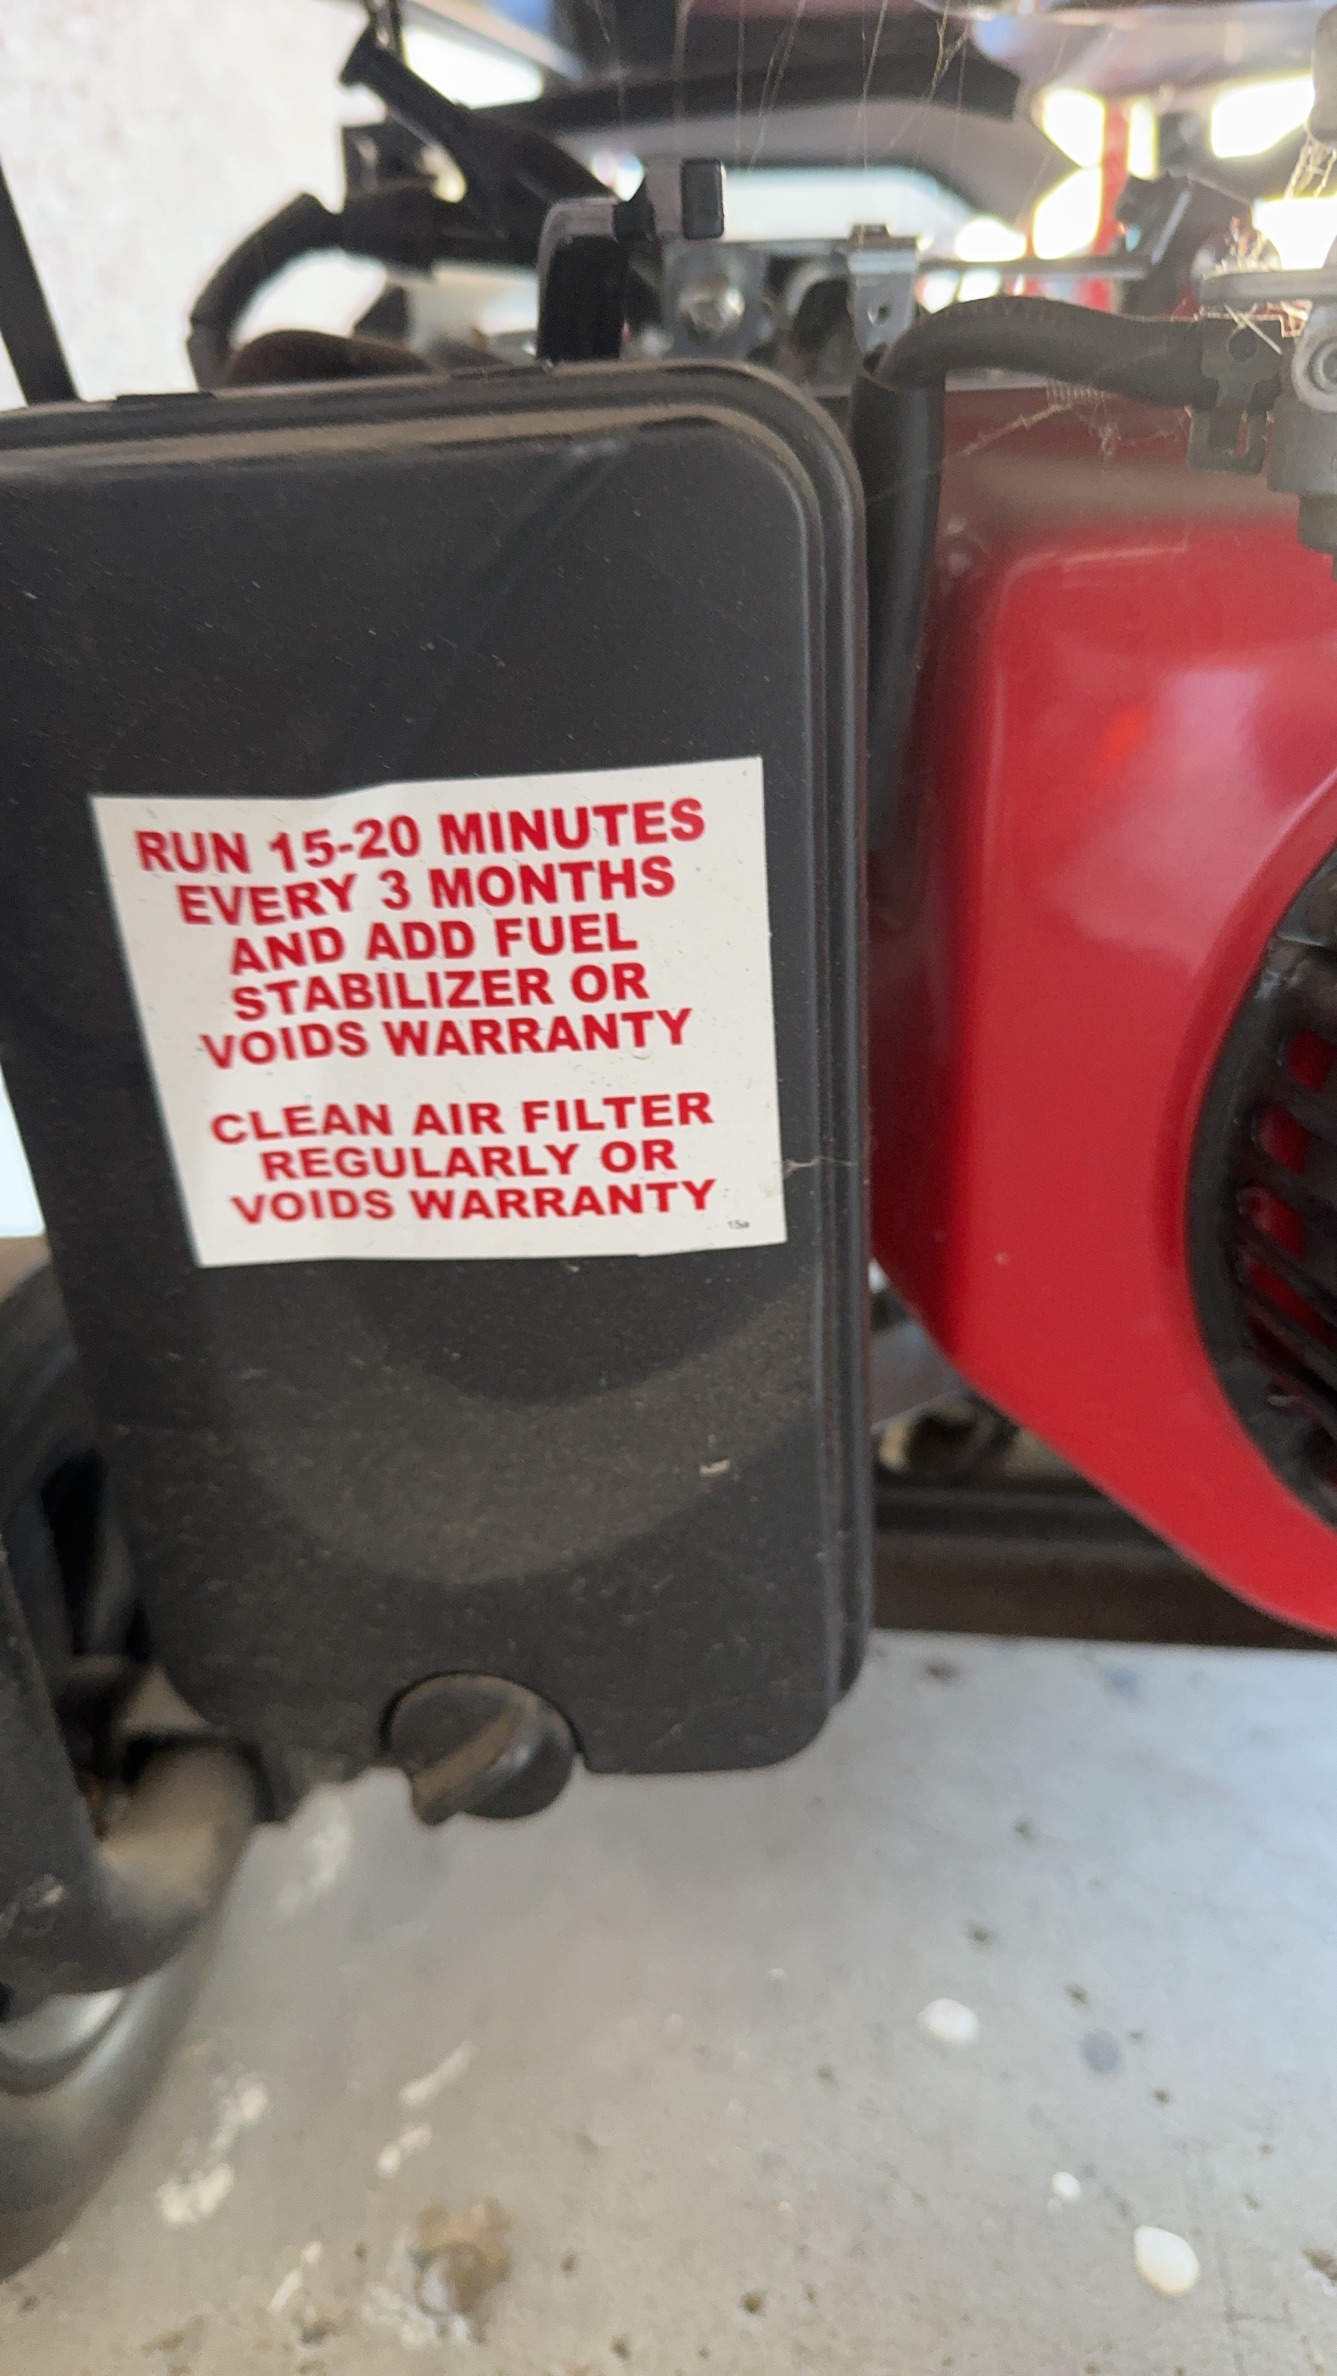 RUN 15-20 MINUTES
EVERY 3 MONTHS
AND ADD FUEL
STABILIZER OR
VOIDS WARRANTY
CLEAN AIR FILTER
REGULARLY OR
VOIDS WARRANTY
15a